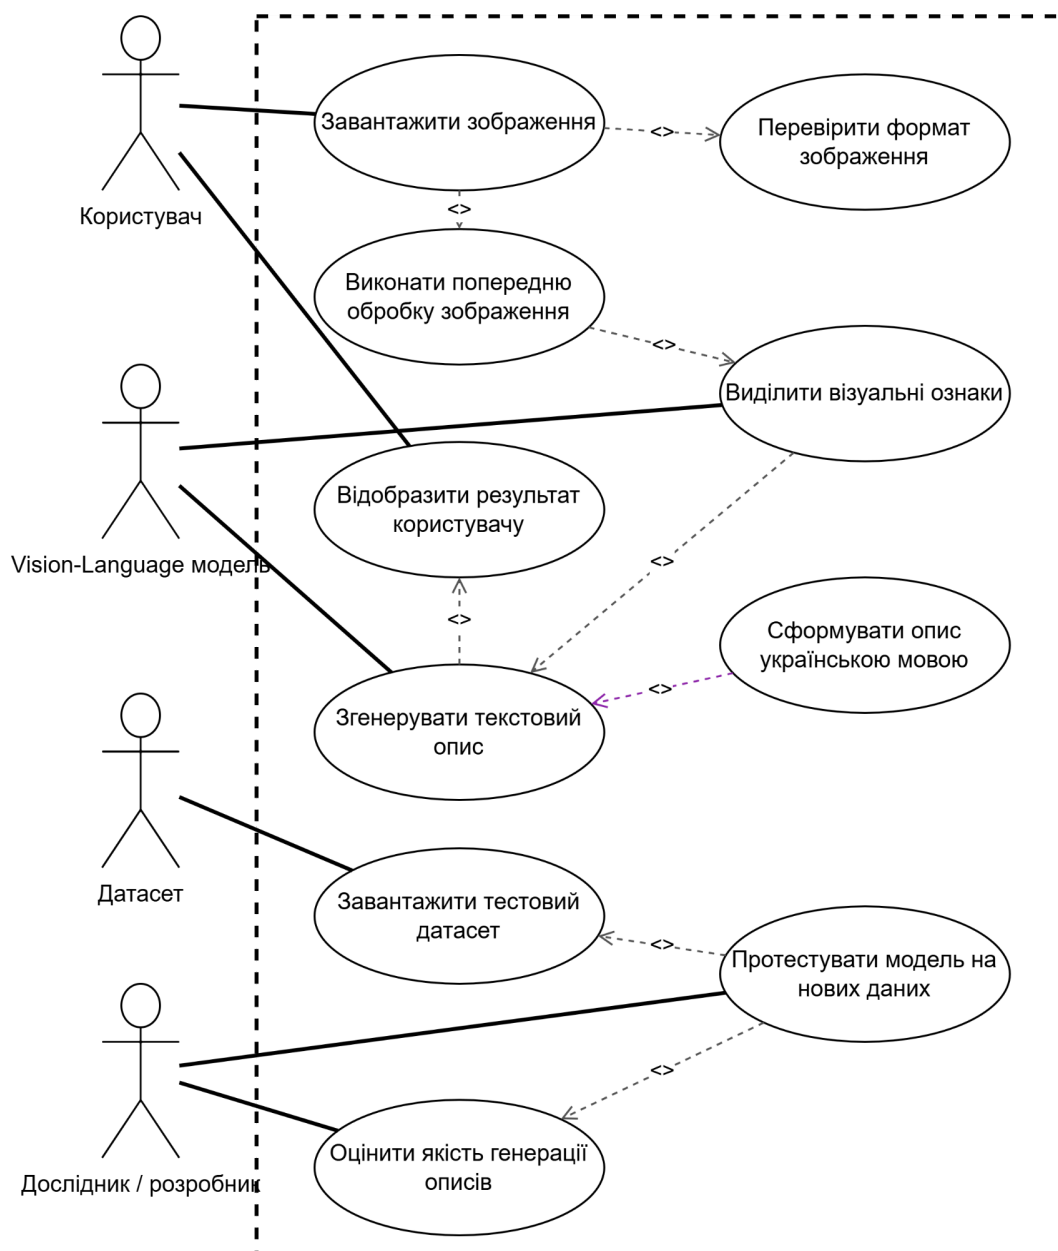 Завантажити зображення
<>
Перевірити формат
зображення
Користувач
<>
Виконати попередню
обробку зображення
<>
Виділити візуальні ознаки
Відобразити результат
користувачу
Vision-Language модель
<>
<>
Сформувати опис
українською мовою
<>
Згенерувати текстовий
опис
Датасет
Завантажити тестовий
датасет
<>
Протестувати модель на
нових даних
<>
Оцінити якість генерації
описів
Дослідник / розробник